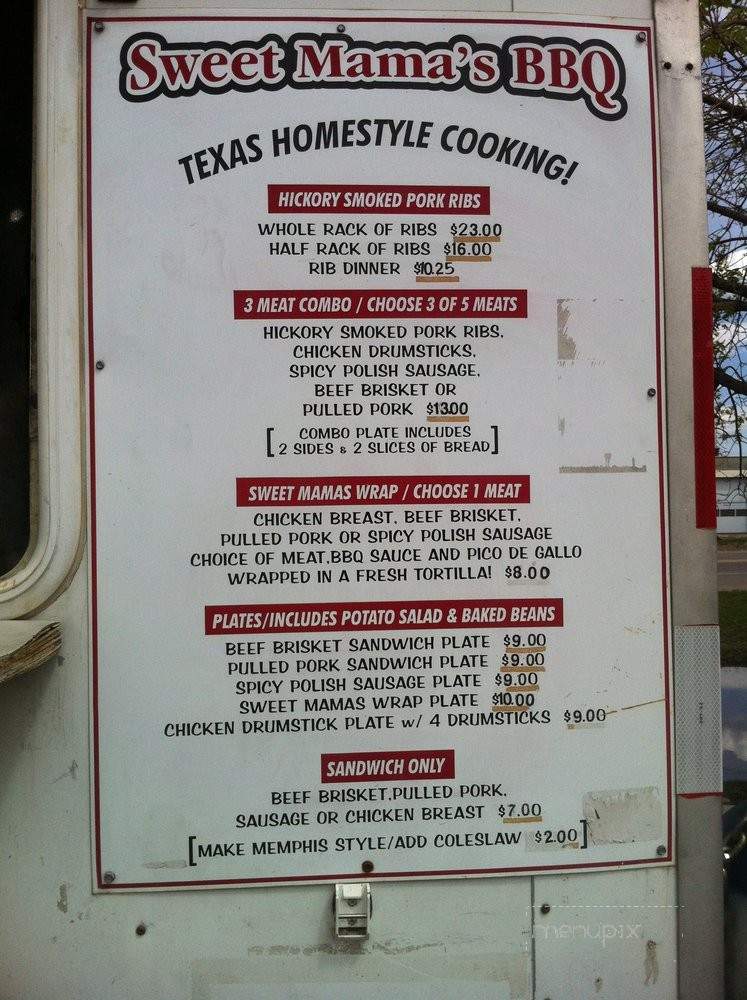 Sweet Mama's BBQ
TEXAS HOMESTYLE COOKING!
HICKORY SMOKED PORK RIBS
WHOLE RACK OF RIBS $23.00
HALF RACK OF RIBS $16.00
RIB DINNER $10.25
3 MEAT COMBO / CHOOSE 3 OF 5 MEATS
HICKORY SMOKED PORK RIBS,
CHICKEN DRUMSTICKS,
SPICY POLISH SAUSAGE,
BEEF BRISKET OR
PULLED PORK $13.00
[COMBO PLATE INCLUDES
2 SIDES & 2 SLICES OF BREAD]
SWEET MAMAS WRAP / CHOOSE 1 MEAT
CHICKEN BREAST, BEEF BRISKET,
PULLED PORK OR SPICY POLISH SAUSAGE
CHOICE OF MEAT,BBQ SAUCE AND PICO DE GALLO
WRAPPED IN A FRESH TORTILLA! $8.00
PLATES/INCLUDES POTATO SALAD & BAKED BEANS
BEEF BRISKET SANDWICH PLATE $9.00
PULLED PORK SANDWICH PLATE $9.00
SPICY POLISH SAUSAGE PLATE $9.00
SWEET MAMAS WRAP PLATE $10.00
CHICKEN DRUMSTICK PLATE w/ 4 DRUMSTICKS $9.00
SANDWICH ONLY
BEEF BRISKET,PULLED PORK,
SAUSAGE OR CHICKEN BREAST $7.00
[MAKE MEMPHIS STYLE/ADD COLESLAW $2.00]
menupix